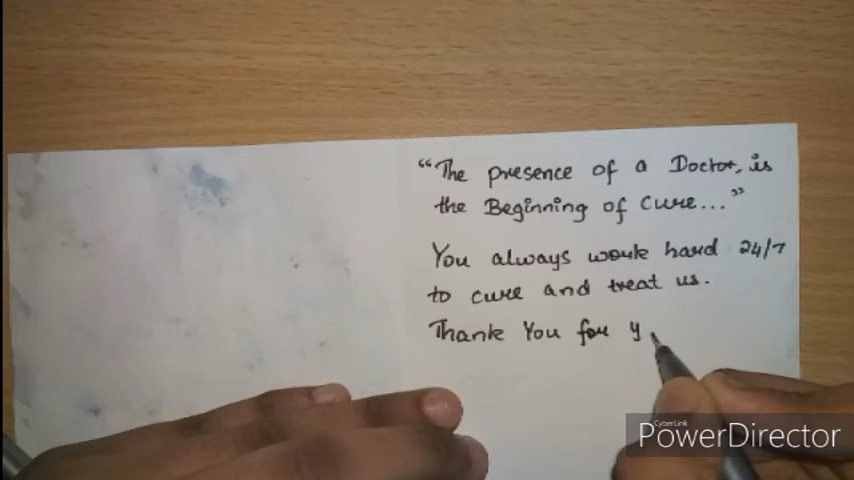 “The presence of a Doctor, is
the Beginning of Cure...”
You always work hard 24/7
to cure and treat us.
Thank You for y
CyberLink
PowerDirector